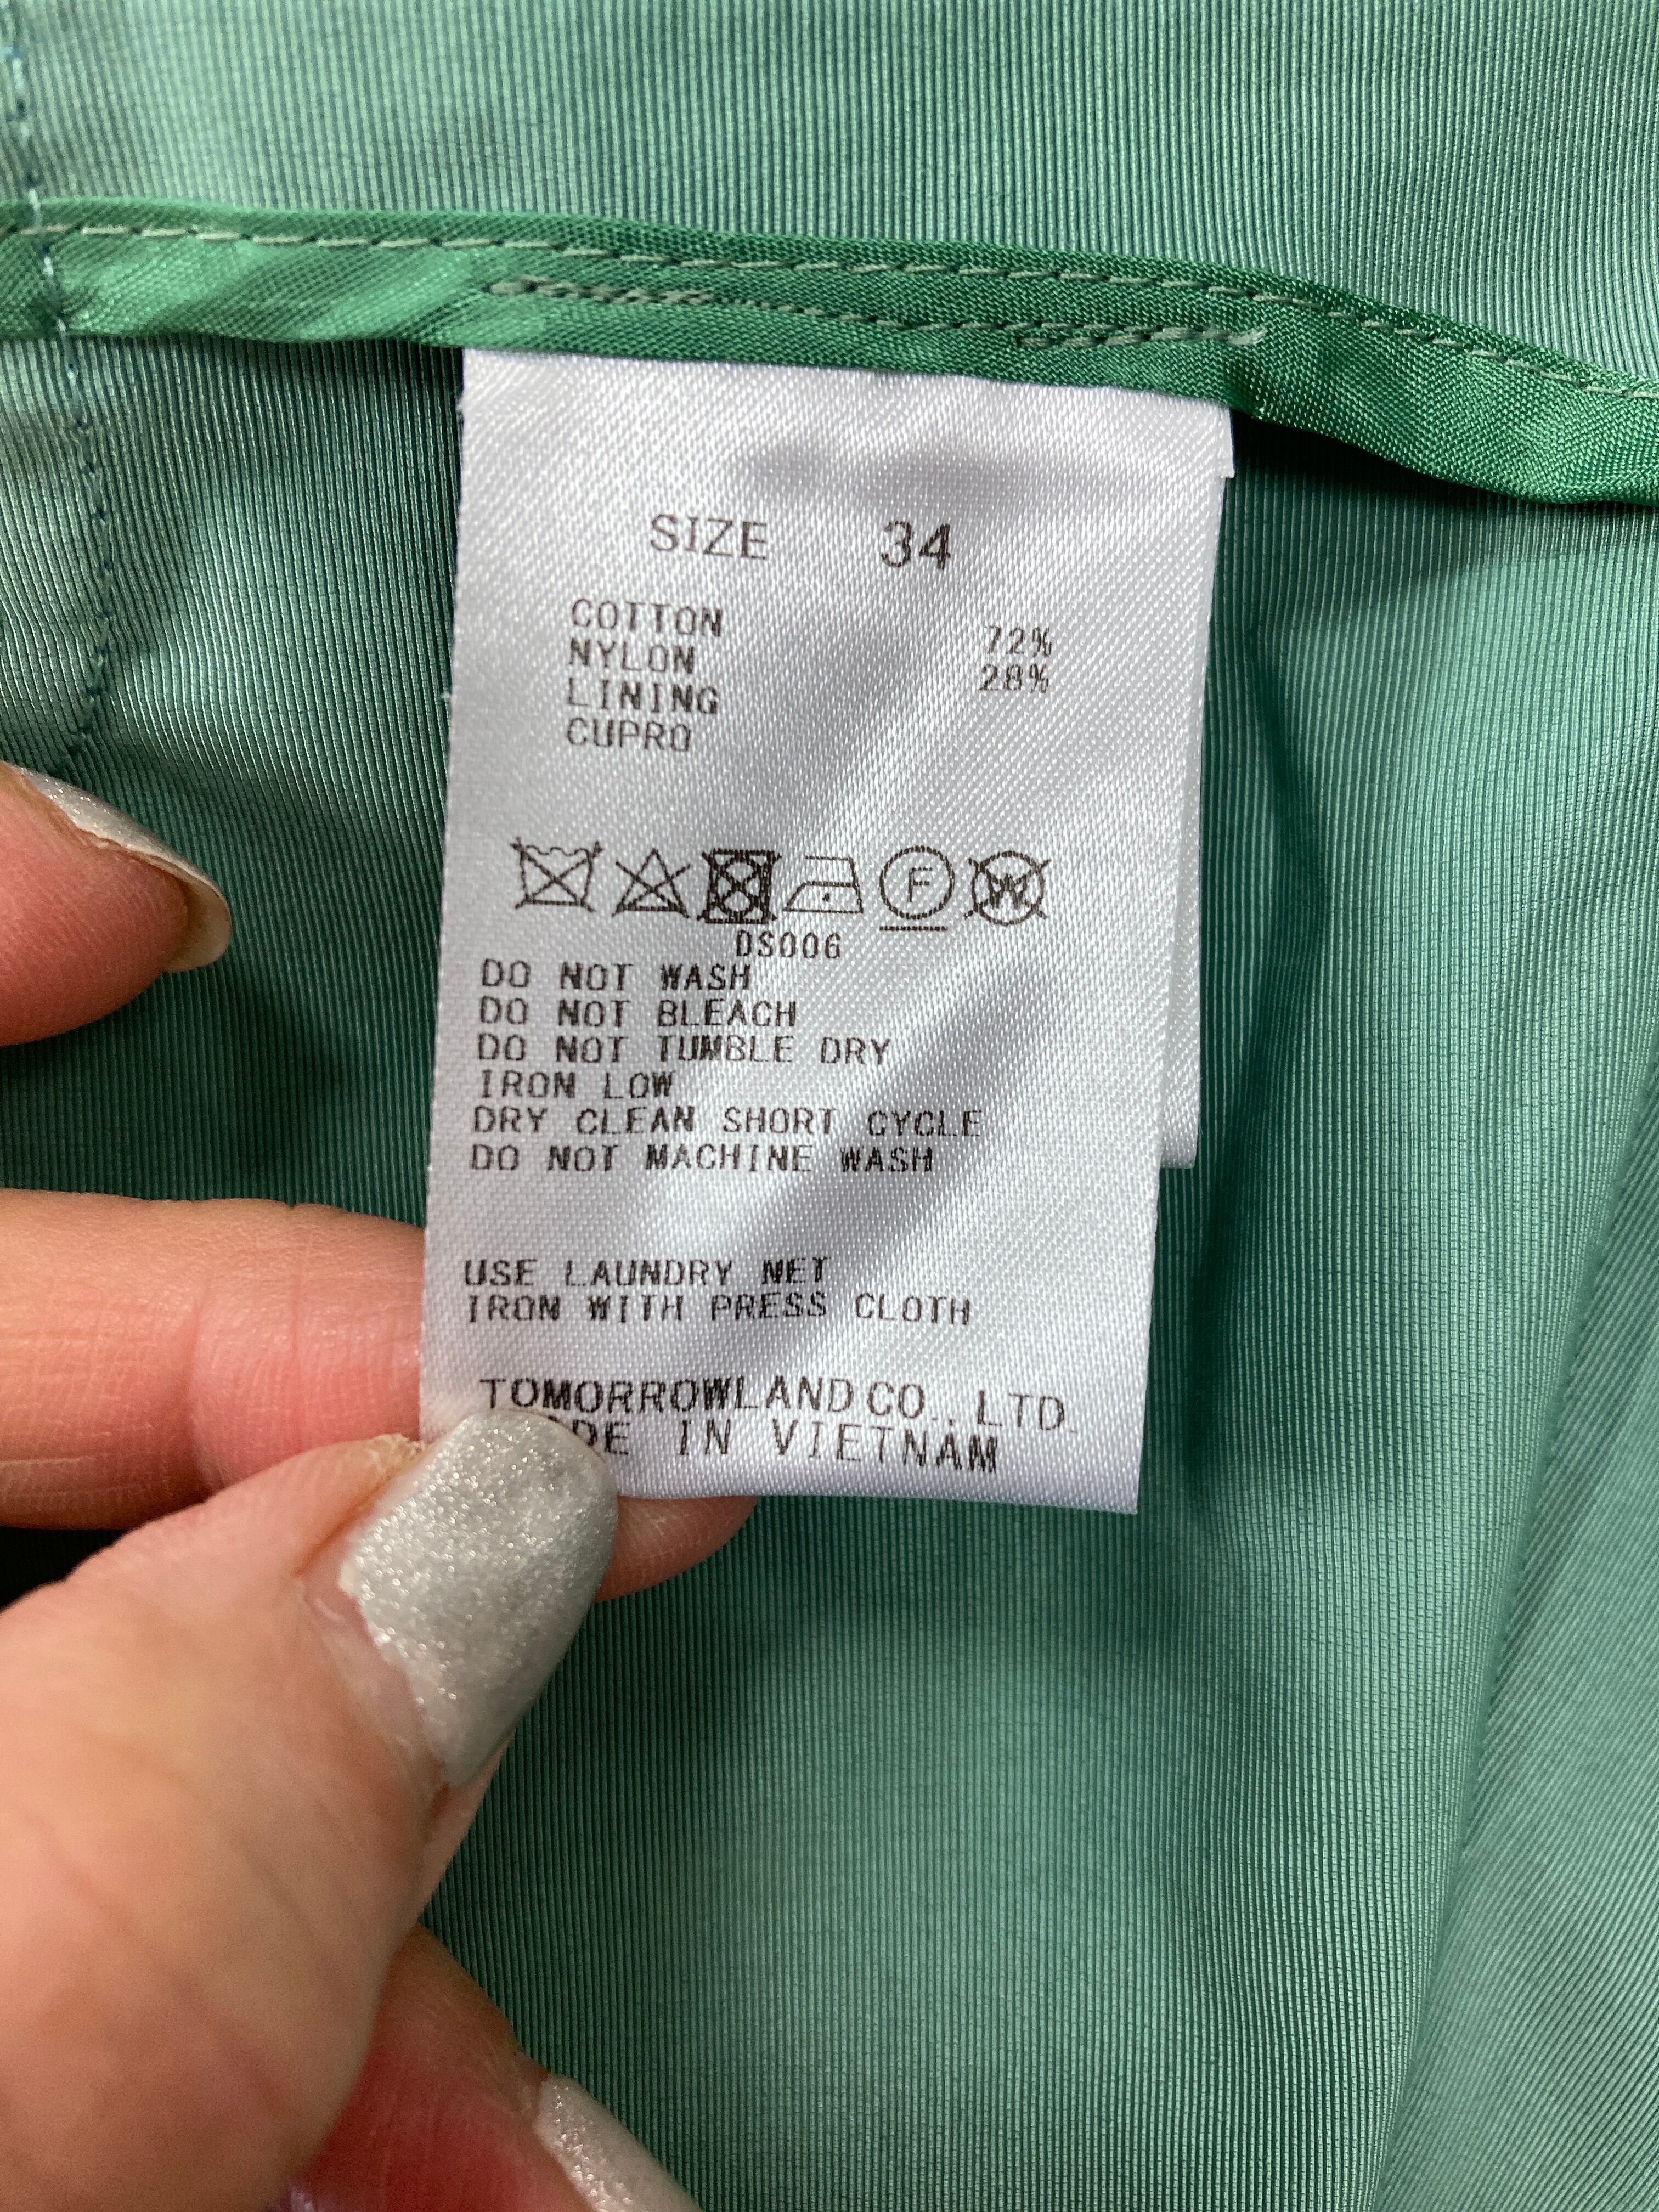 SIZE 34
COTTON 72%
NYLON 28%
LINING
CUPRO
F W
DS006
DO NOT WASH
DO NOT BLEACH
DO NOT TUMBLE DRY
IRON LOW
DRY CLEAN SHORT CYCLE
DO NOT MACHINE WASH
USE LAUNDRY NET
IRON WITH PRESS CLOTH
TOMORROWLAND CO., LTD.
IN VIETNAM